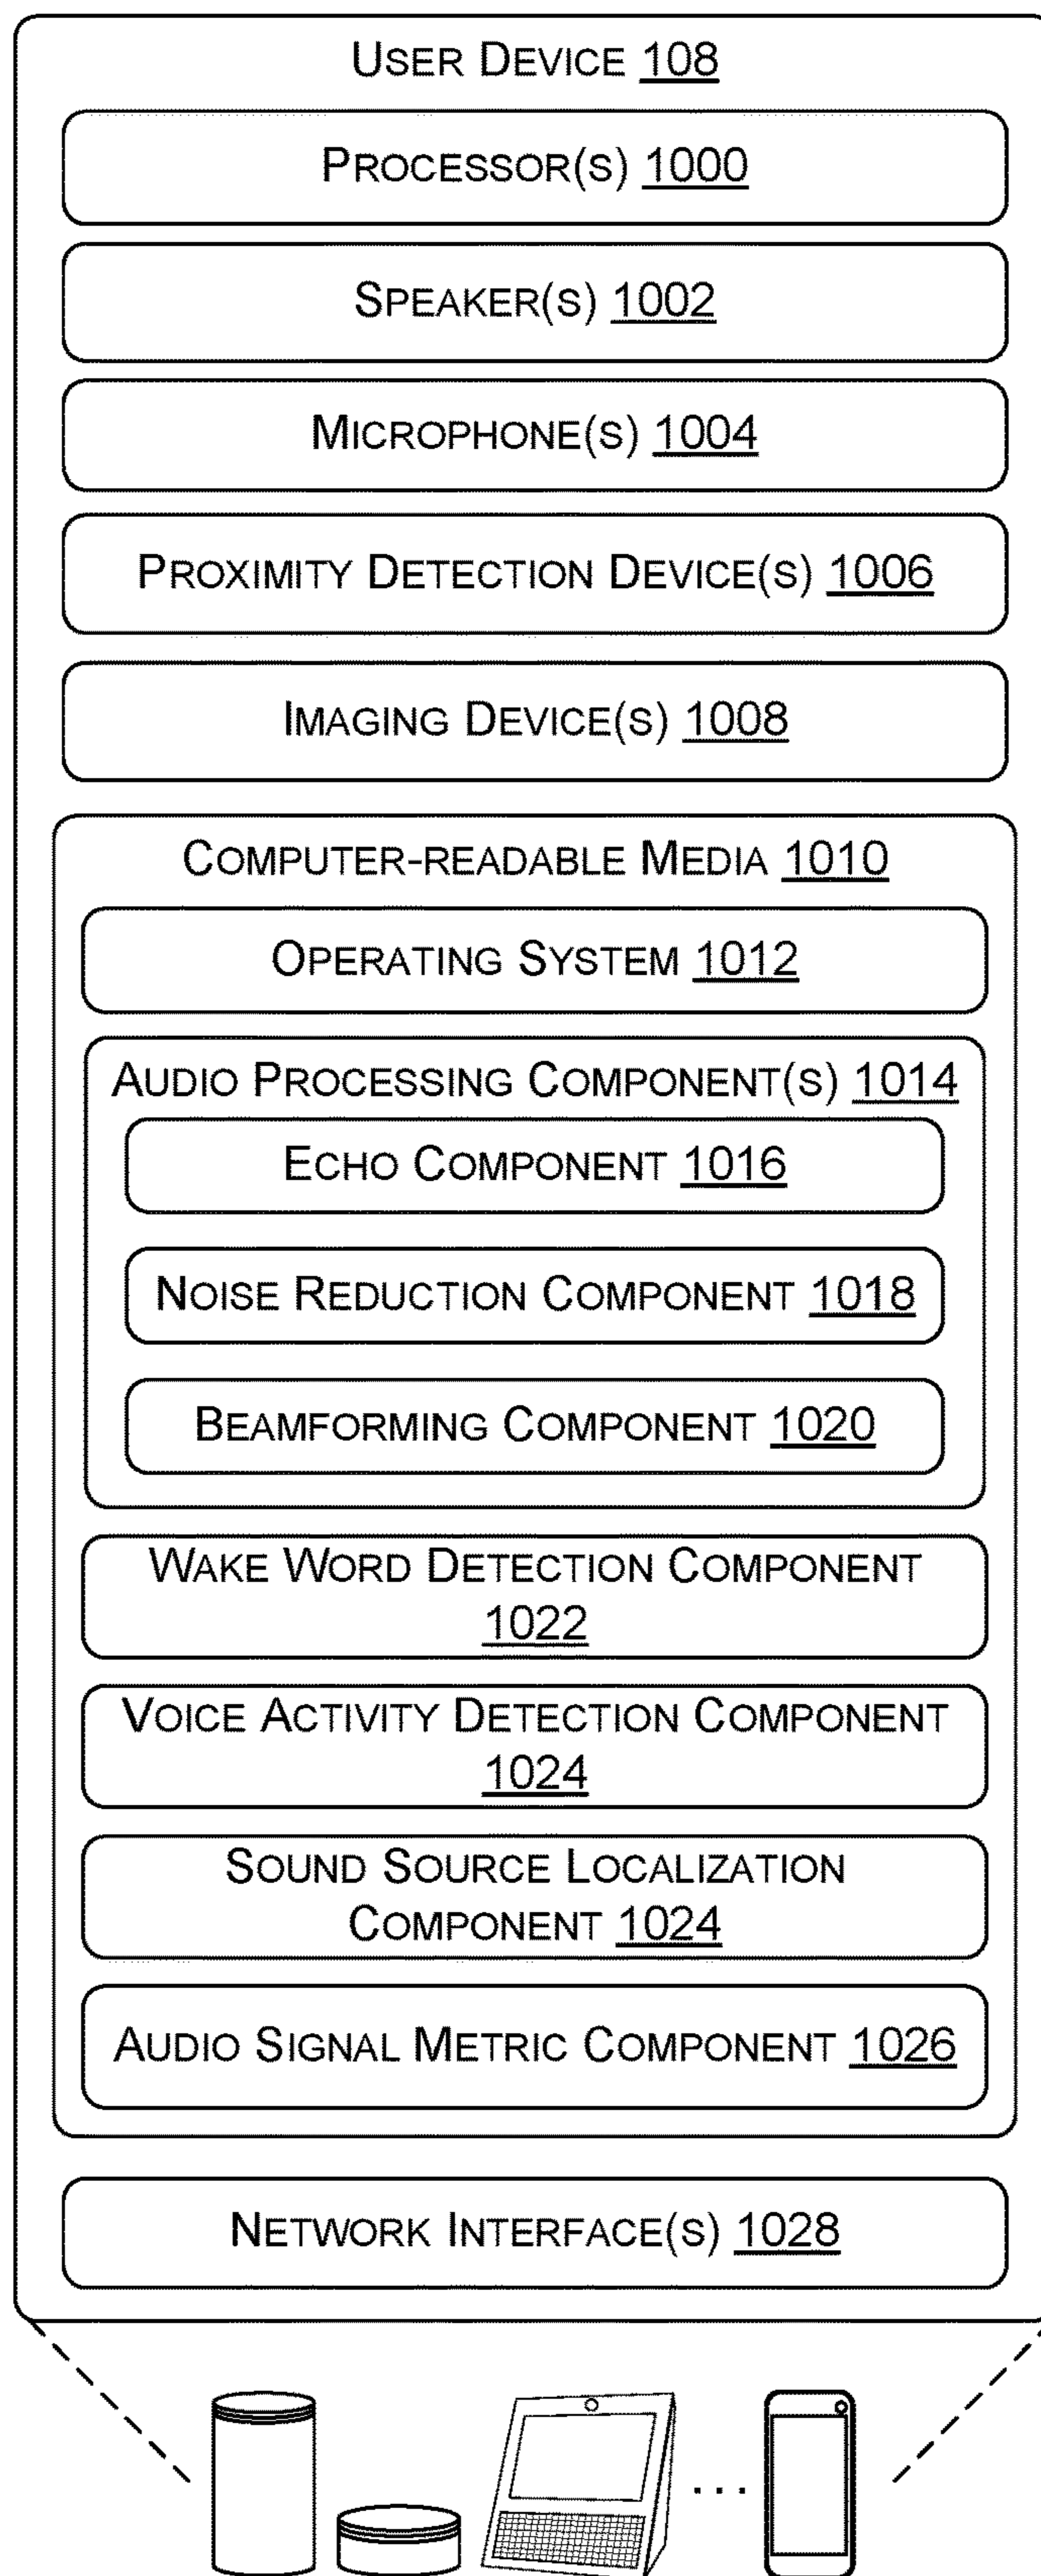 USER DEVICE 108
PROCESSOR(S) 1000
SPEAKER(S) 1002
MICROPHONE(S) 1004
PROXIMITY DETECTION DEVICE(S) 1006
IMAGING DEVICE(S) 1008
COMPUTER-READABLE MEDIA 1010
OPERATING SYSTEM 1012
AUDIO PROCESSING COMPONENT(S) 1014
ECHO COMPONENT 1016
NOISE REDUCTION COMPONENT 1018
BEAMFORMING COMPONENT 1020
WAKE WORD DETECTION COMPONENT
1022
VOICE ACTIVITY DETECTION COMPONENT
1024
SOUND SOURCE LOCALIZATION
COMPONENT 1024
AUDIO SIGNAL METRIC COMPONENT 1026
NETWORK INTERFACE(S) 1028
...